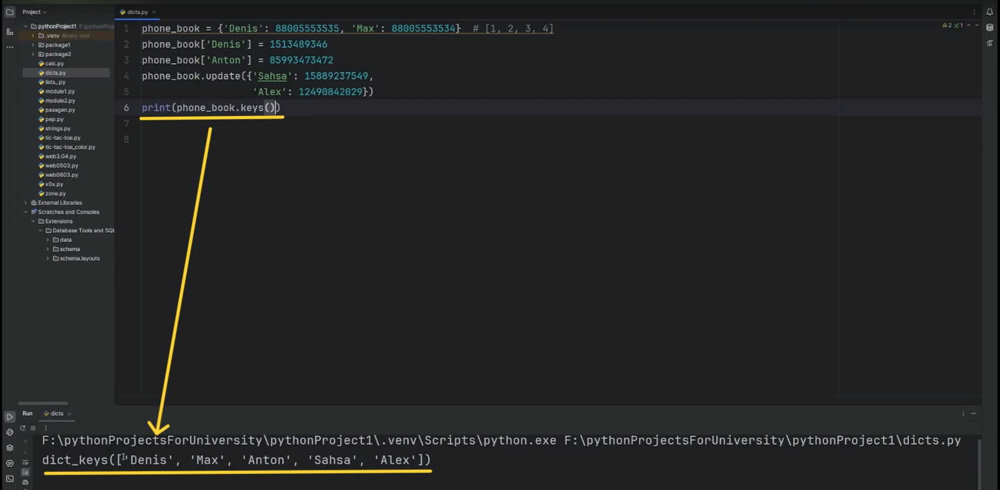 Project
dicts.py
pythonProject1 F:\pythonProje
.venv library root
package1
package2
calc.py
dicts.py
lists_.py
module1.py
module2.py
passgen.py
pep.py
strings.py
tic-tac-toe.py
tic-tac-toe_color.py
web3.04.py
web0503.py
web0603.py
x0x.py
zone.py
External Libraries
Scratches and Consoles
Extensions
Database Tools and SQL
data
schema
schema.layouts
1 phone_book = {'Denis': 88005553535, 'Max': 88005553534}  # [1, 2, 3, 4]
2 phone_book['Denis'] = 1513489346
3 phone_book['Anton'] = 85993473472
4 phone_book.update({'Sahsa': 15889237549,
5 'Alex': 12490842029})
6 print(phone_book.keys())
7
8
2 1
Run dicts
F:\pythonProjectsForUniversity\pythonProject1\.venv\Scripts\python.exe F:\pythonProjectsForUniversity\pythonProject1\dicts.py
dict_keys(['Denis', 'Max', 'Anton', 'Sahsa', 'Alex'])